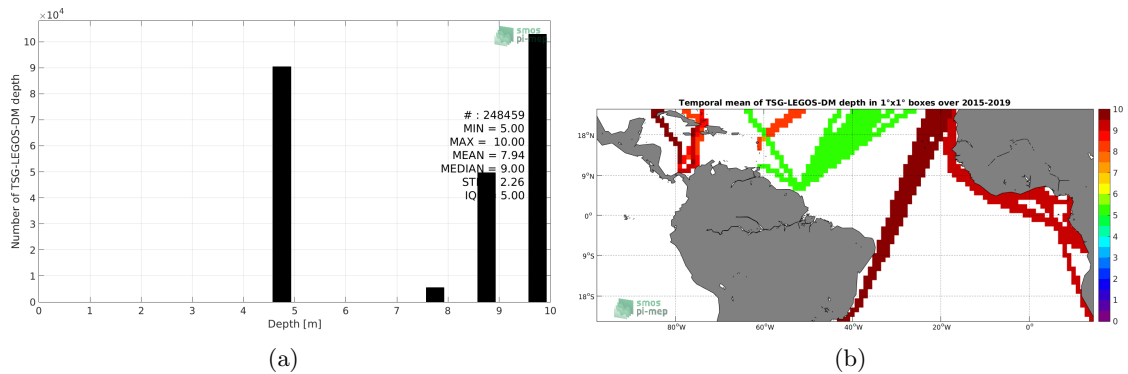 ×10⁴
10
9
8
7
6
5
4
3
2
1
0
Number of TSG-LEGOS-DM depth
smos
pi-mep
# : 248459
MIN = 5.00
MAX = 10.00
MEAN = 7.94
MEDIAN = 9.00
2.26
5.00
0 1 2 3 4 5 6 7 8 9 10
Depth [m]
(a)
Temporal mean of TSG-LEGOS-DM depth in 1°x1° boxes over 2015-2019
18°N
9°N
0°
9°S
18°S
80°W 60°W 40°W 20°W 0°
smos
pi-mep
10
9
8
7
6
5
4
3
2
1
0
(b)